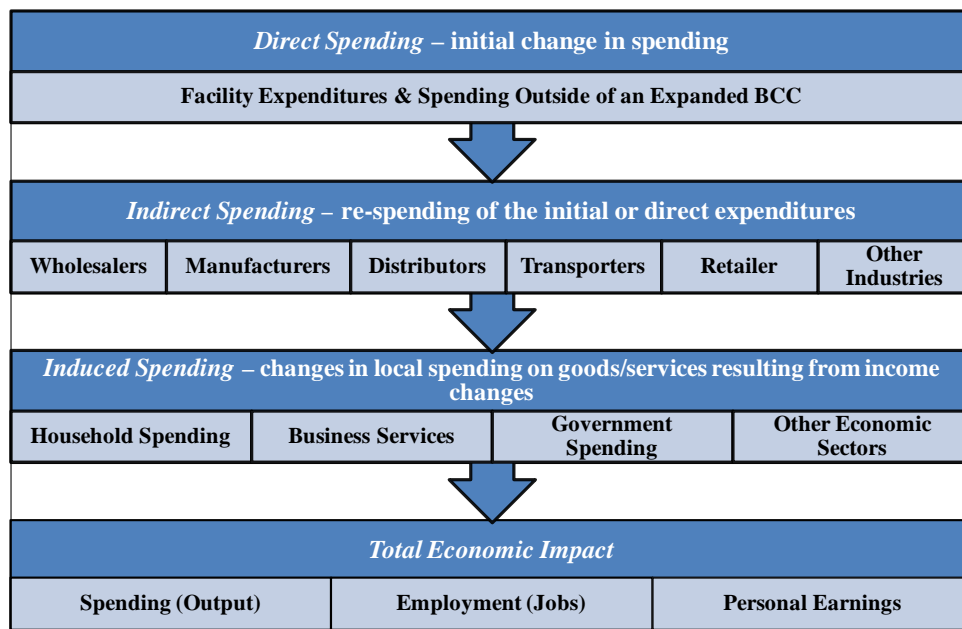 Direct Spending – initial change in spending
Facility Expenditures & Spending Outside of an Expanded BCC
Indirect Spending – re-spending of the initial or direct expenditures
Wholesalers
Manufacturers
Distributors
Transporters
Retailer
Other
Industries
Induced Spending – changes in local spending on goods/services resulting from income
changes
Household Spending
Business Services
Government
Spending
Other Economic
Sectors
Total Economic Impact
Spending (Output)
Employment (Jobs)
Personal Earnings